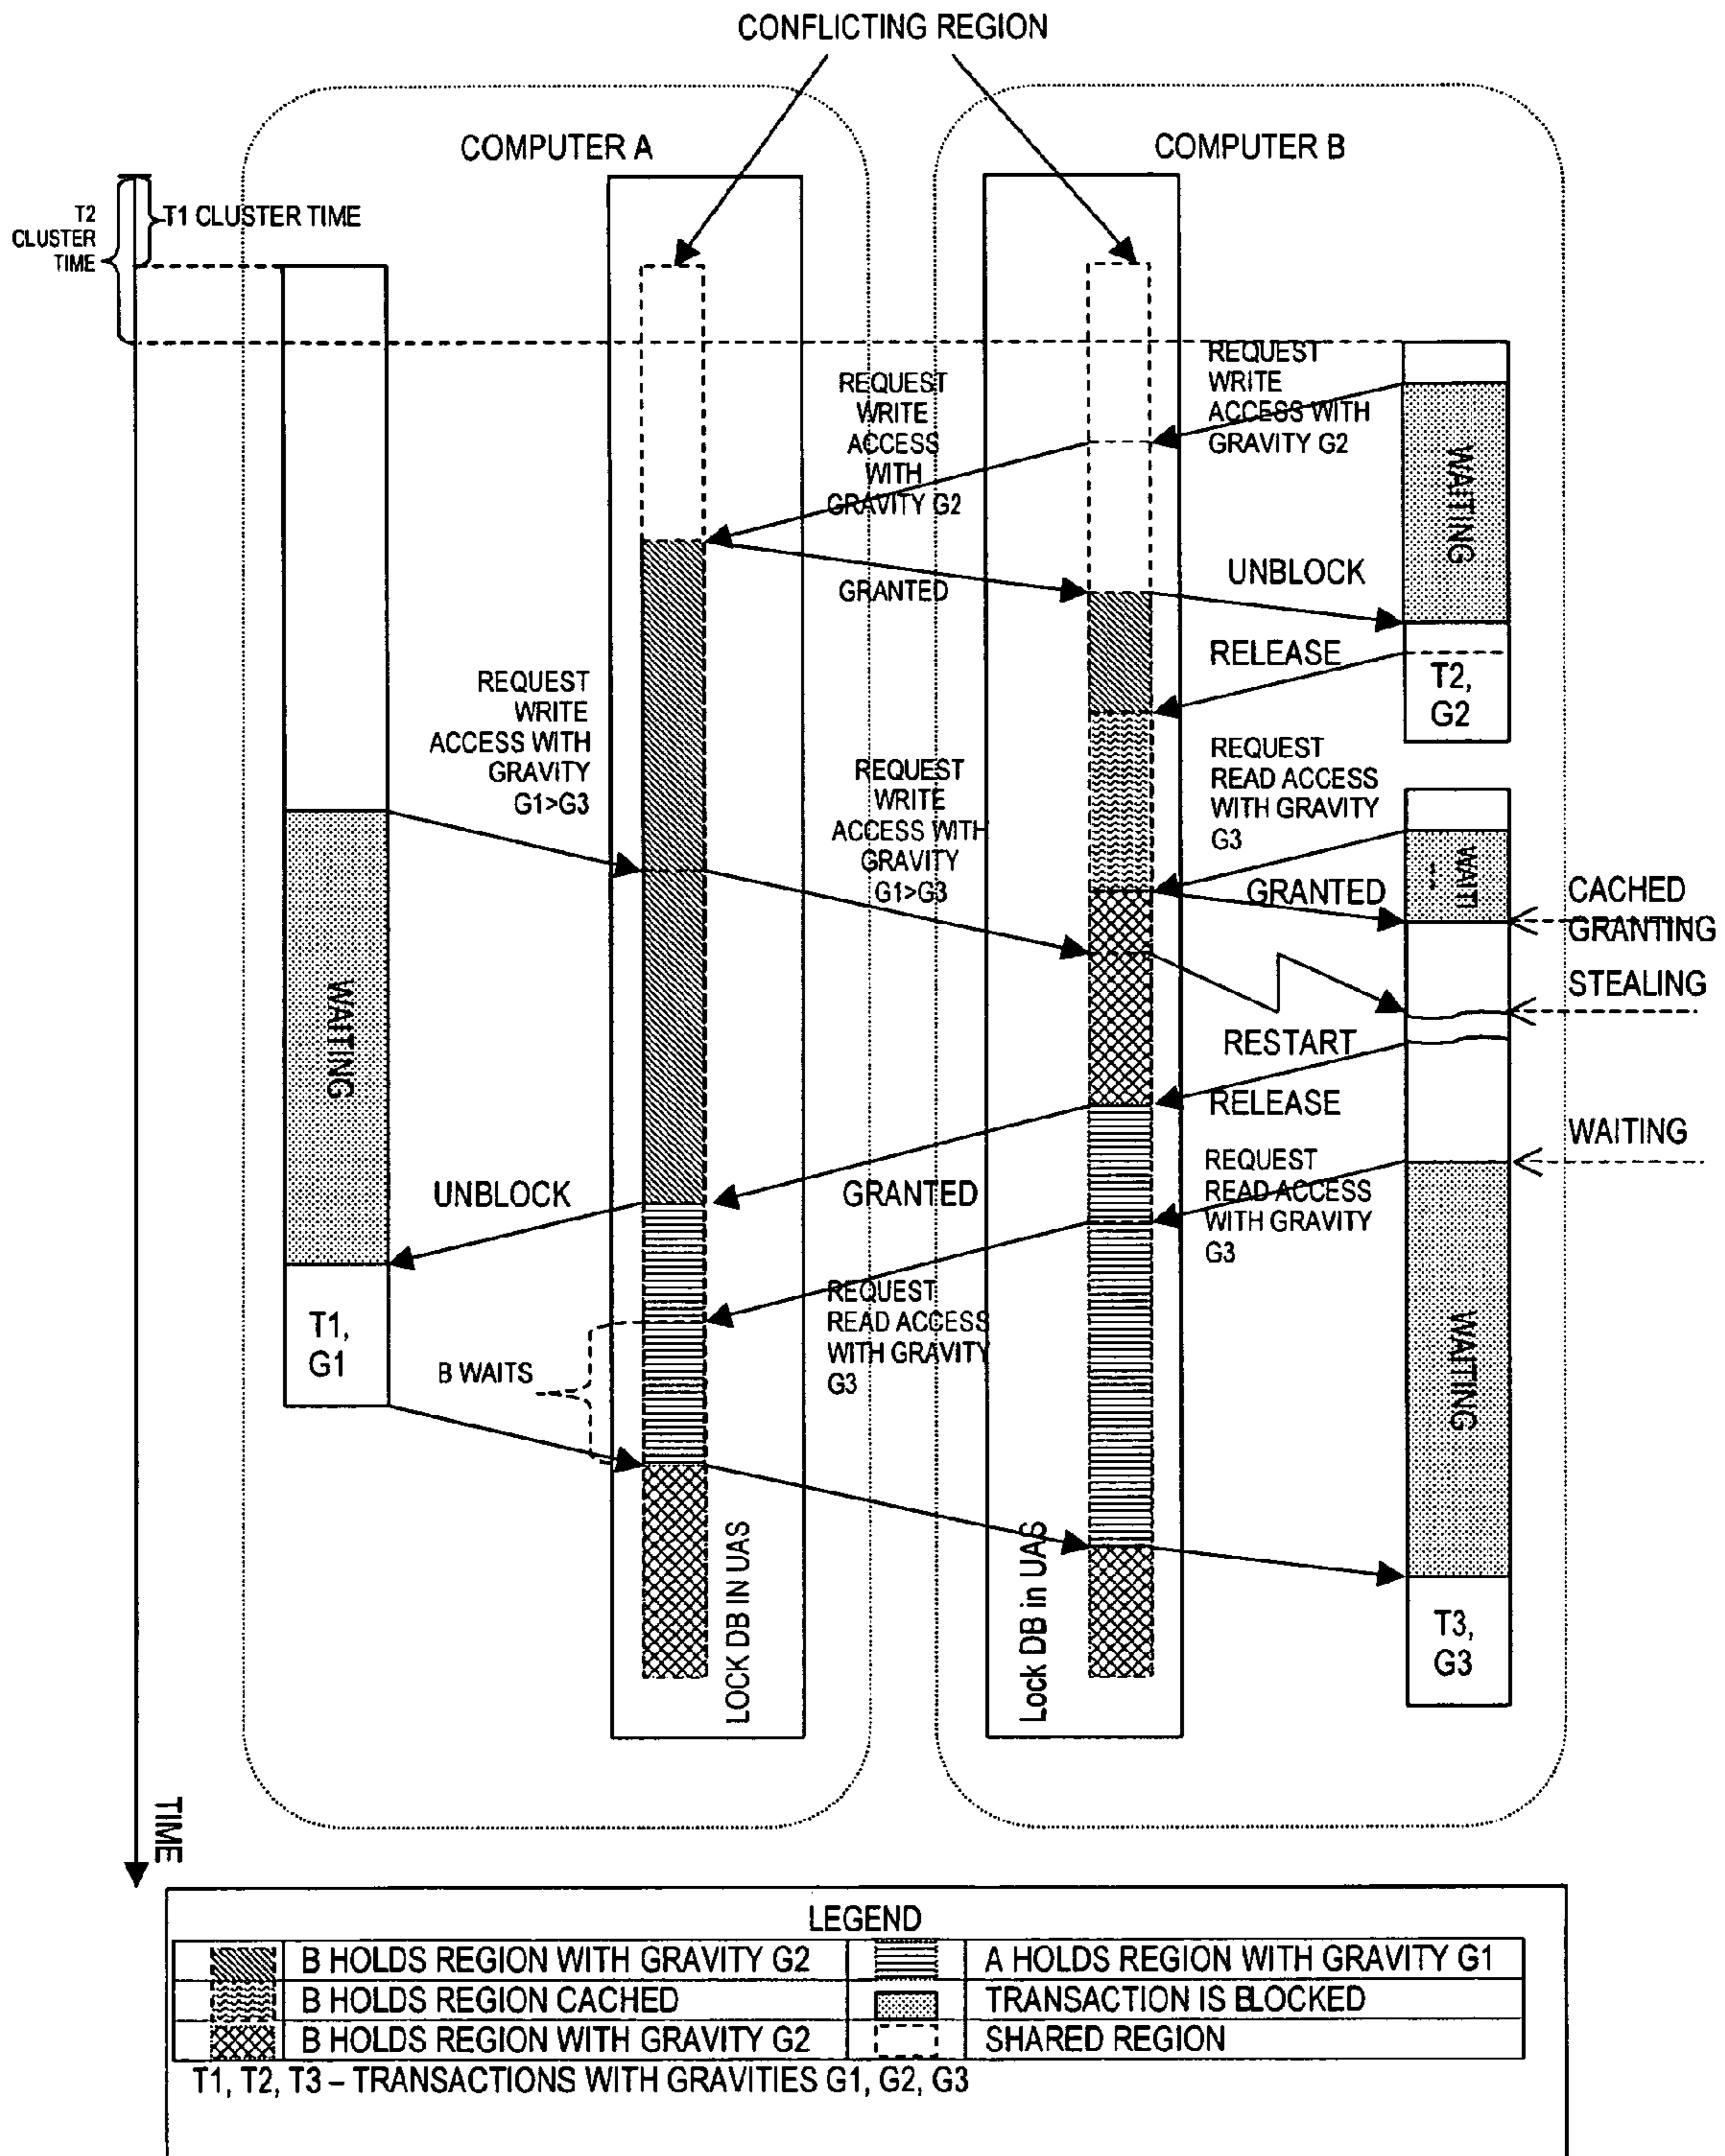 CONFLICTING REGION
COMPUTER A
COMPUTER B
T2
CLUSTER
TIME
T1 CLUSTER TIME
REQUEST
WRITE
ACCESS WITH
GRAVITY G2
REQUEST
WRITE
ACCESS
WITH
GRAVITY G2
WAITING
GRANTED
UNBLOCK
RELEASE
T2,
G2
REQUEST
WRITE
ACCESS WITH
GRAVITY
G1>G3
REQUEST
WRITE
ACCESS WITH
GRAVITY
G1>G3
REQUEST
READ ACCESS
WITH GRAVITY
G3
WAITI
GRANTED
CACHED
GRANTING
STEALING
WAITING
RESTART
RELEASE
WAITING
UNBLOCK
GRANTED
REQUEST
READ ACCESS
WITH GRAVITY
G3
REQUEST
READ ACCESS
WITH GRAVITY
G3
T1,
G1
B WAITS
WAITING
LOCK DB IN UAS
Lock DB in UAS
T3,
G3
TIME
LEGEND
B HOLDS REGION WITH GRAVITY G2
A HOLDS REGION WITH GRAVITY G1
B HOLDS REGION CACHED
TRANSACTION IS BLOCKED
B HOLDS REGION WITH GRAVITY G2
SHARED REGION
T1, T2, T3 – TRANSACTIONS WITH GRAVITIES G1, G2, G3